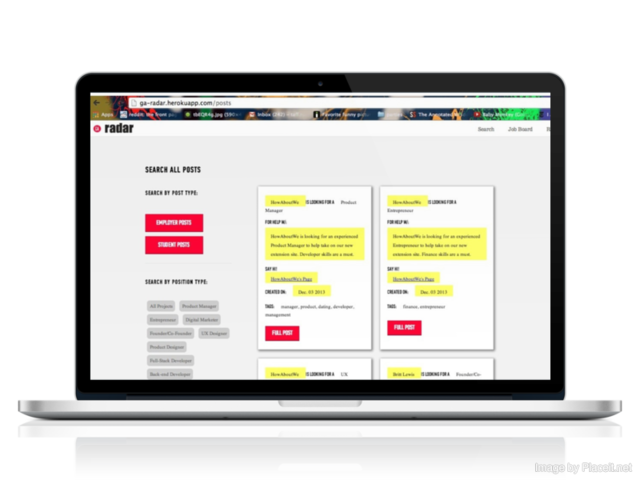 ga-radar.herokuapp.com/posts
Apps
Inbox
radar
Search Job Board
SEARCH ALL POSTS
SEARCH BY POST TYPE:
EMPLOYER POSTS
STUDENT POSTS
SEARCH BY POSITION TYPE:
All Projects Product Manager
Entrepreneur Digital Marketer
Founder/Co-Founder UX Designer
Product Designer
Full-Stack Developer
Back-end Developer
HowAboutWe IS LOOKING FOR A Product
Manager
FOR HELP W/:
HowAboutWe is looking for an experienced
Product Manager to help take on our new
extension site. Developer skills are a must.
SAY HI!
HowAboutWe's Page
CREATED ON: Dec. 03 2013
TAGS: manager, product, dating, developer,
management
FULL POST
HowAboutWe IS LOOKING FOR A
Entrepreneur
FOR HELP W/:
HowAboutWe is looking for an experienced
Entrepreneur to help take on our new
extension site. Finance skills are a must.
SAY HI!
HowAboutWe's Page
CREATED ON: Dec. 03 2013
TAGS: finance, entrepreneur
FULL POST
HowAboutWe IS LOOKING FOR A UX
Brit Lewis IS LOOKING FOR A Founder/Co-
Image by Placeit.net